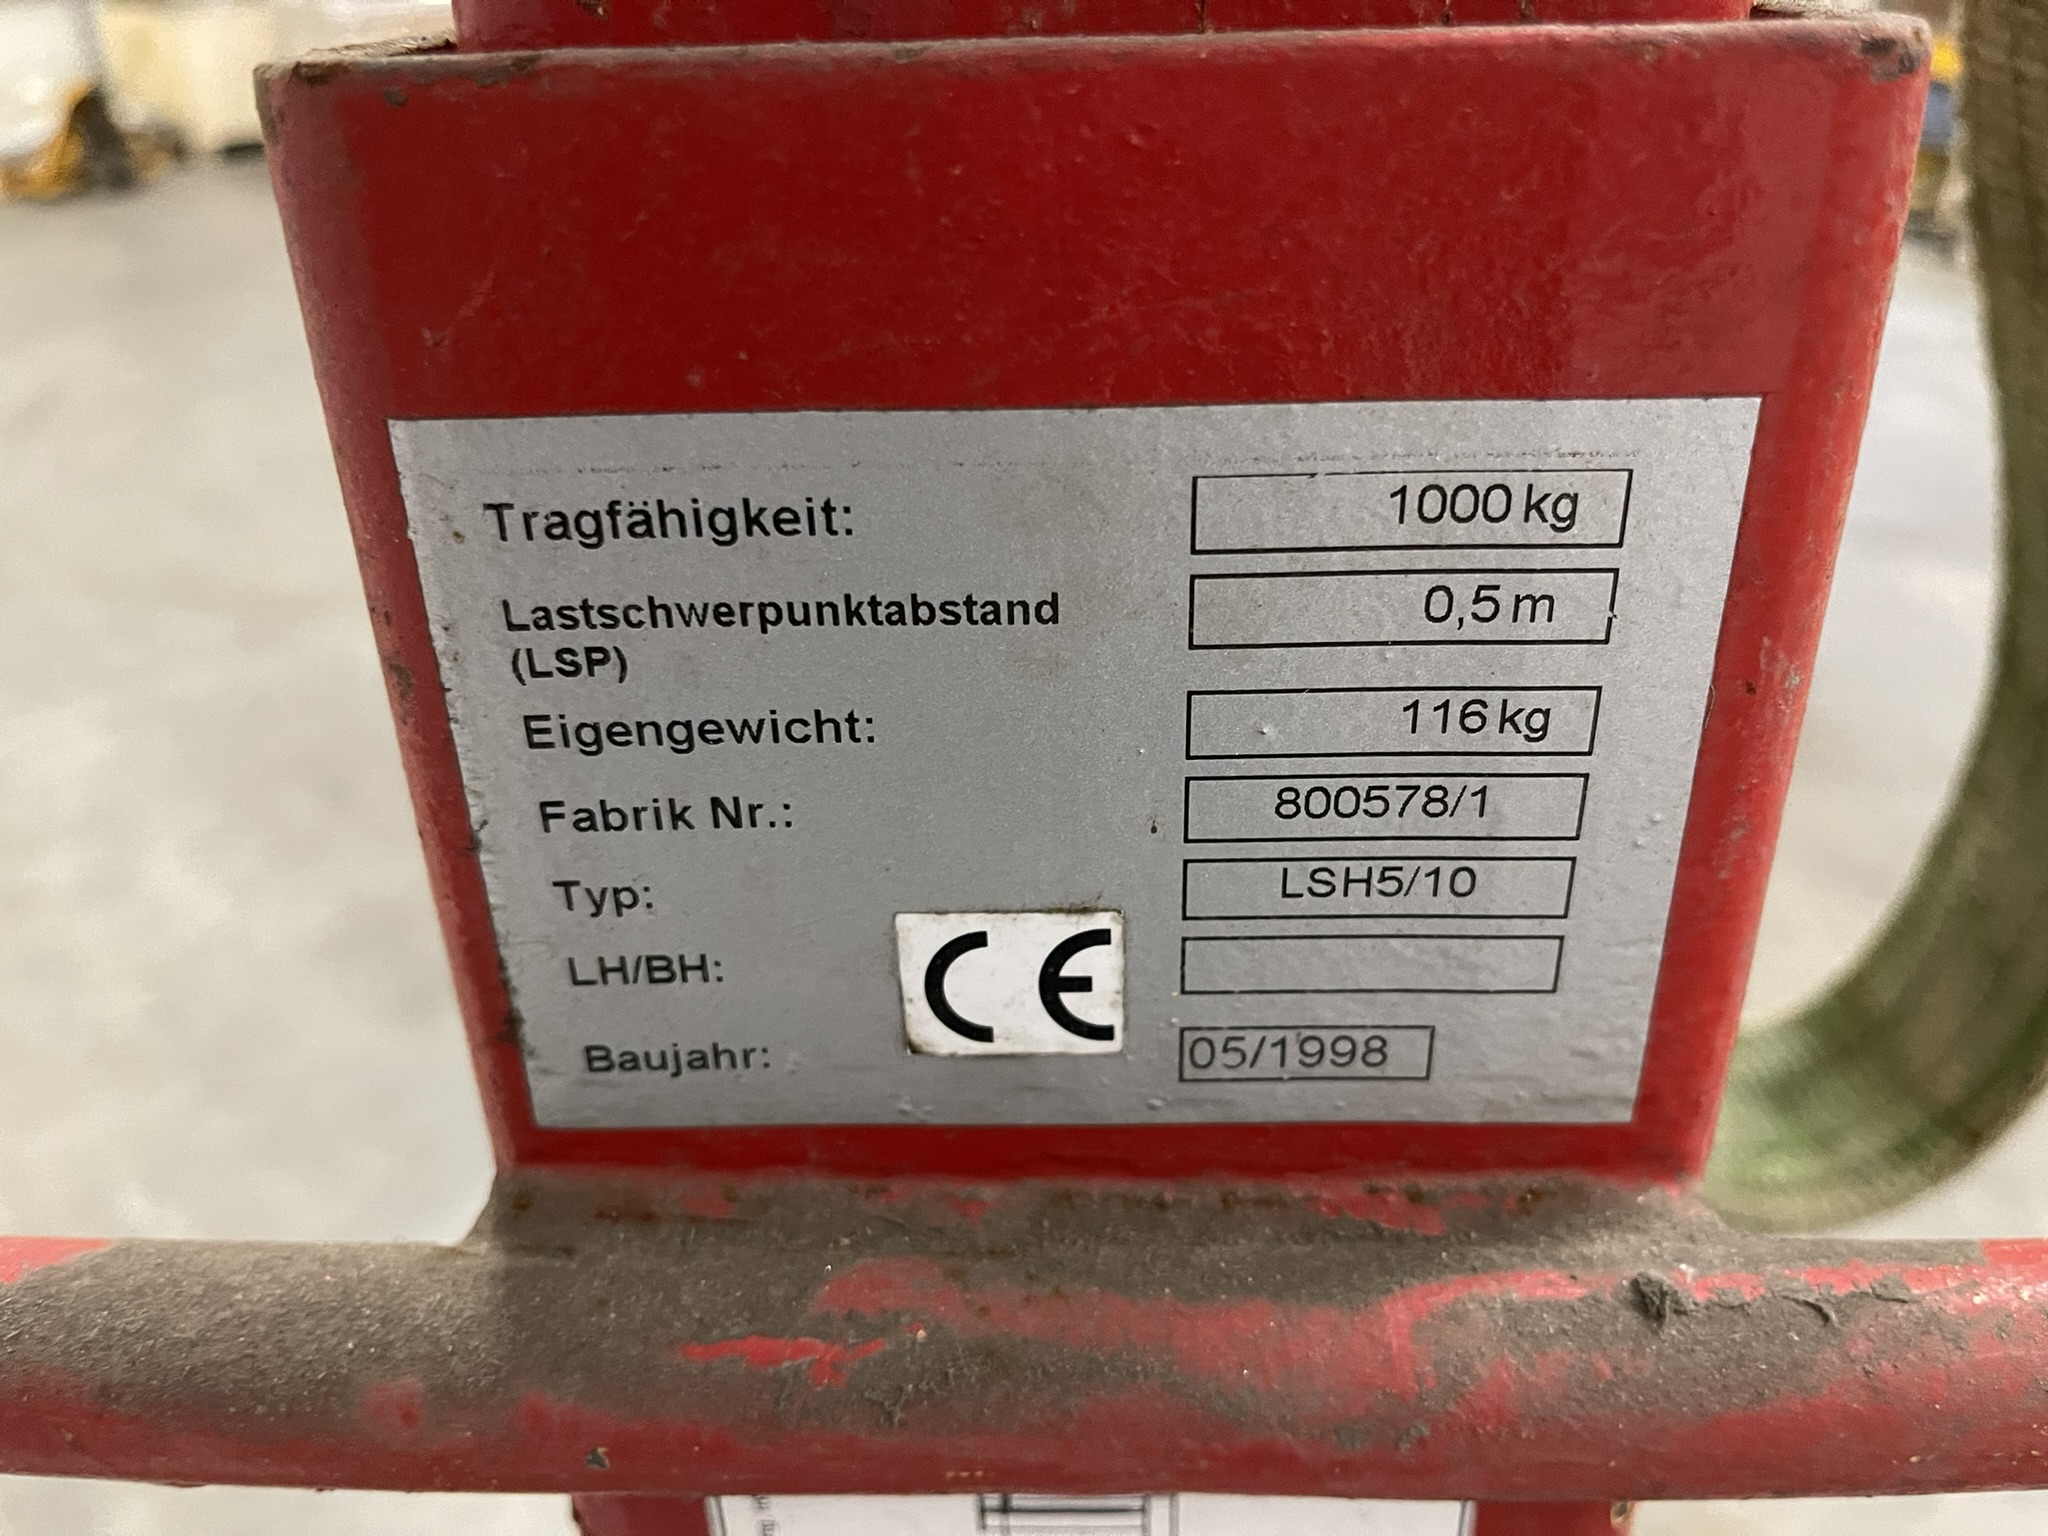 Tragfähigkeit: 1000 kg
Lastschwerpunktabstand 0,5 m
(LSP)
Eigengewicht: 116 kg
Fabrik Nr.: 800578/1
Typ: LSH5/10
LH/BH:
CE
Baujahr: 05/1998